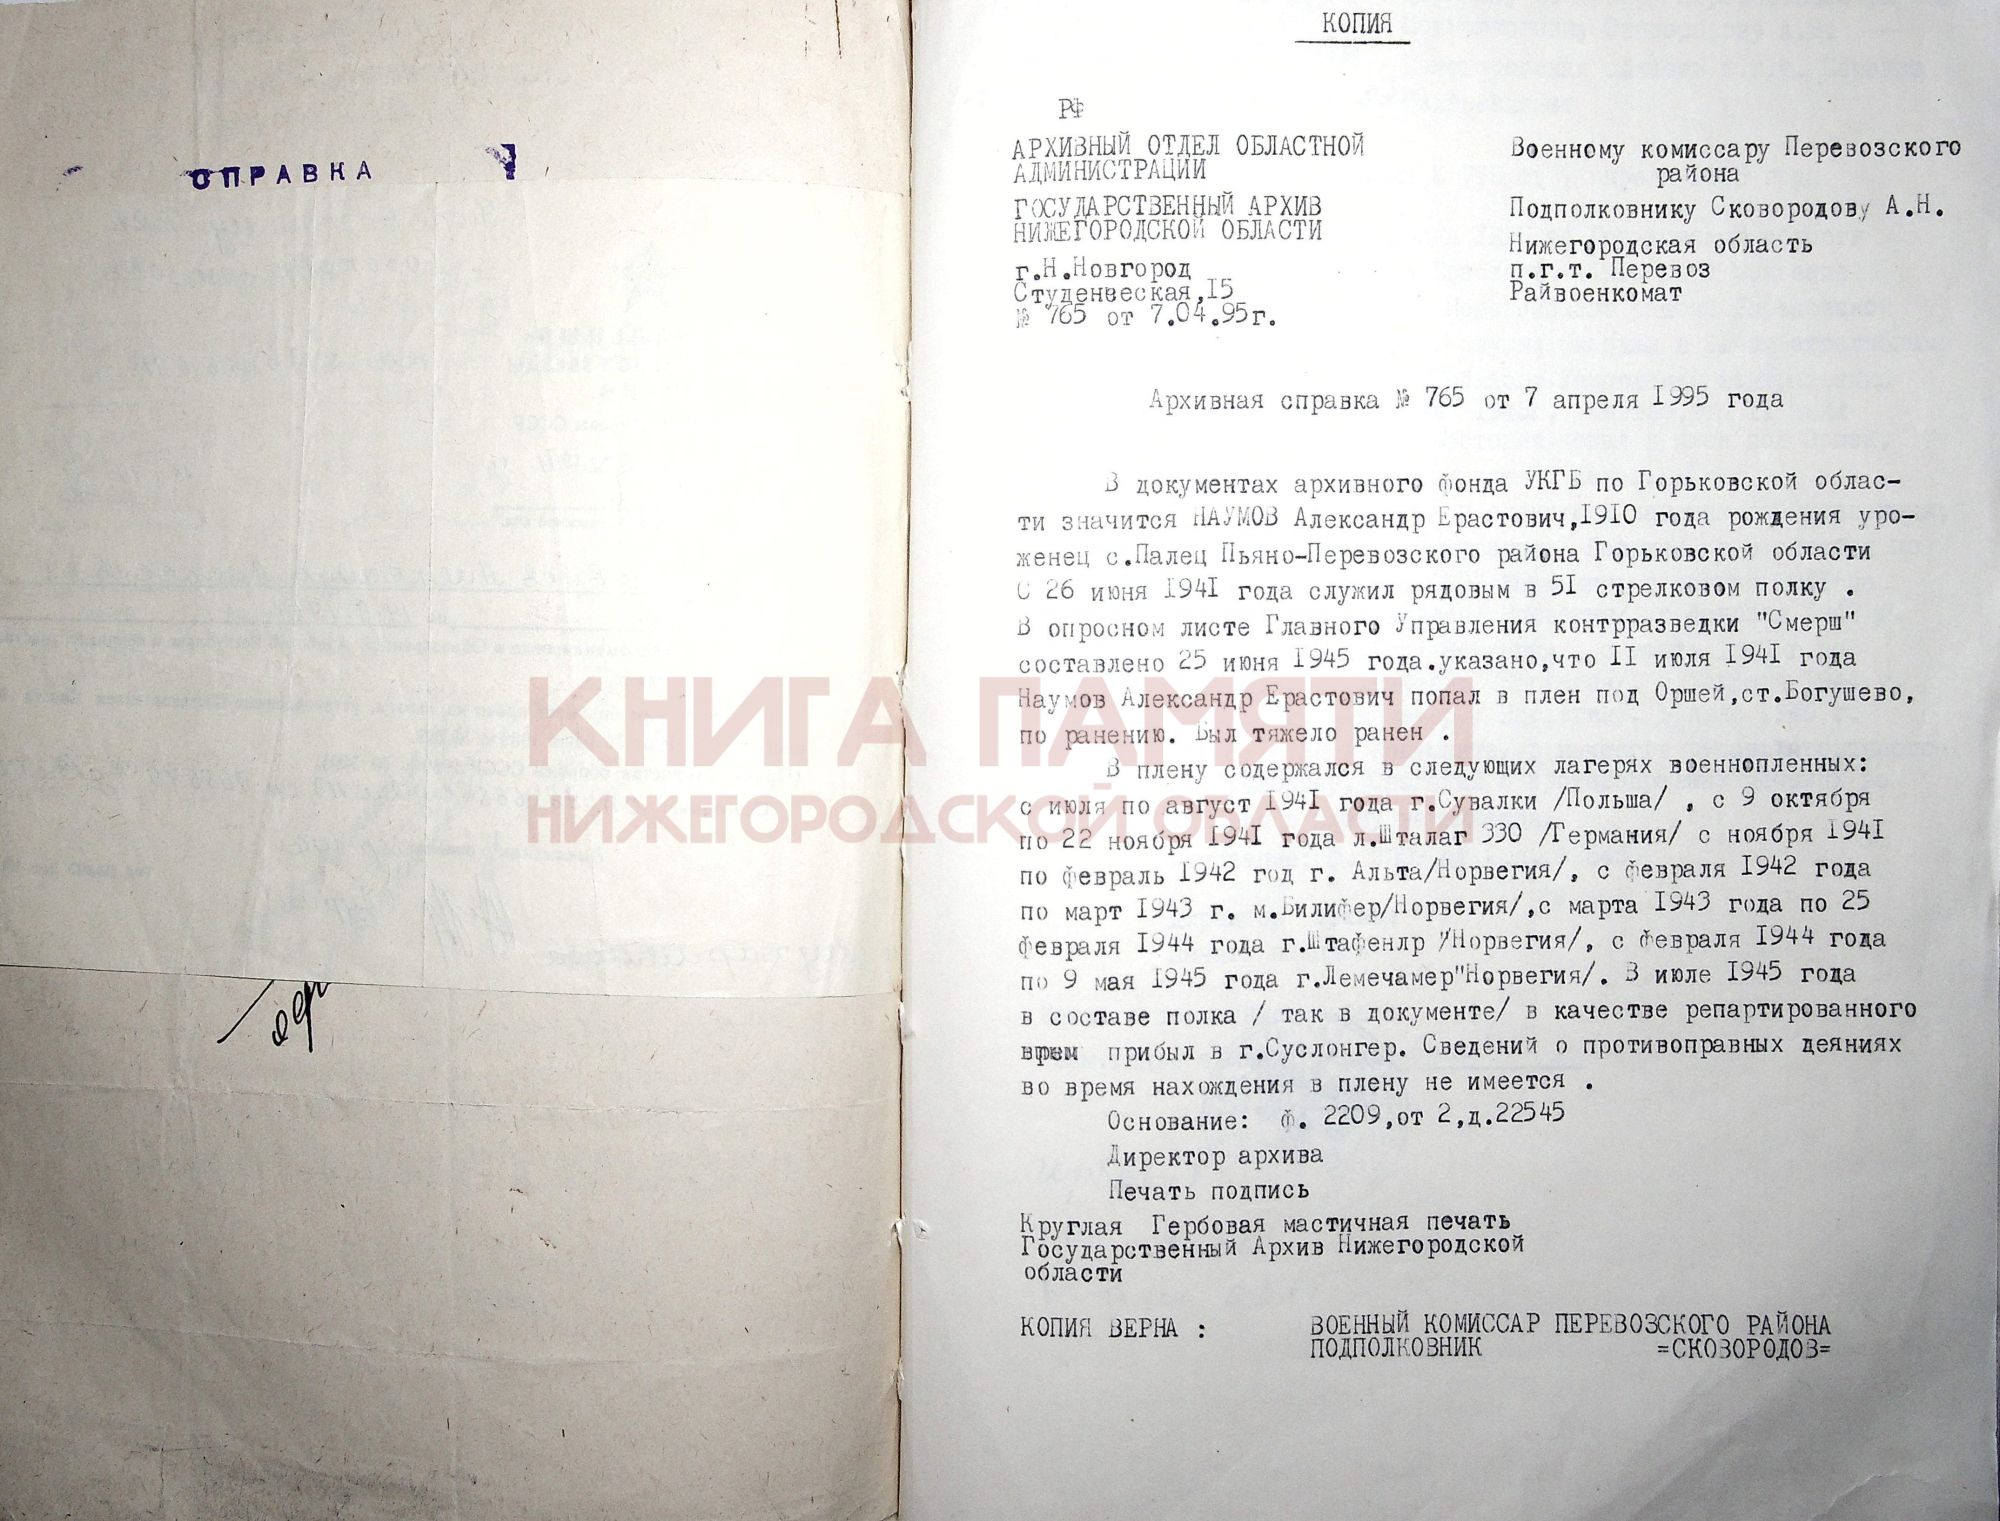 СПРАВКА
КОПИЯ
РФ
АРХИВНЫЙ ОТДЕЛ ОБЛАСТНОЙ
АДМИНИСТРАЦИИ
ГОСУДАРСТВЕННЫЙ АРХИВ
НИЖЕГОРОДСКОЙ ОБЛАСТИ
г.Н.Новгород
Студенвеская,15
№ 765 от 7.04.95г.
Военному комиссару Перевозского
района
Подполковнику Сковородову А.Н.
Нижегородская область
п.г.т. Перевоз
Райвоенкомат
Архивная справка № 765 от 7 апреля 1995 года
В документах архивного фонда УКГБ по Горьковской облас-
ти значится НАУМОВ Александр Ерастович,1910 года рождения уро-
женец с.Палец Пьяно-Перевозского района Горьковской области
С 26 июня 1941 года служил рядовым в 51 стрелковом полку .
В опросном листе Главного Управления контрразведки "Смерш"
составлено 25 июня 1945 года.указано,что 11 июля 1941 года
Наумов Александр Ерастович попал в плен под Оршей,ст.Богушево,
по ранению. Был тяжело ранен .
В плену содержался в следующих лагерях военнопленных:
с июля по август 1941 года г.Сувалки /Польша/ , с 9 октября
по 22 ноября 1941 года л.Шталаг 330 /Германия/ с ноября 1941
по февраль 1942 год г. Альта/Норвегия/, с февраля 1942 года
по март 1943 г. м.Билифер/Норвегия/,с марта 1943 года по 25
февраля 1944 года г.Штафенлр "/Норвегия/, с февраля 1944 года
по 9 мая 1945 года г.Лемечамер"Норвегия/. В июле 1945 года
в составе полка / так в документе/ в качестве репартированного
прибыл в г.Суслонгер. Сведений о противоправных деяниях
во время нахождения в плену не имеется .
Основание: ф. 2209,от 2,д.22545
Директор архива
Печать подпись
Круглая Гербовая мастичная печать
Государственный Архив Нижегородской
области
КОПИЯ ВЕРНА : ВОЕННЫЙ КОМИССАР ПЕРЕВОЗСКОГО РАЙОНА
ПОДПОЛКОВНИК =СКОВОРОДОВ=
КНИГА ПАМЯТИ
НИЖЕГОРОДСКОЙ ОБЛАСТИ